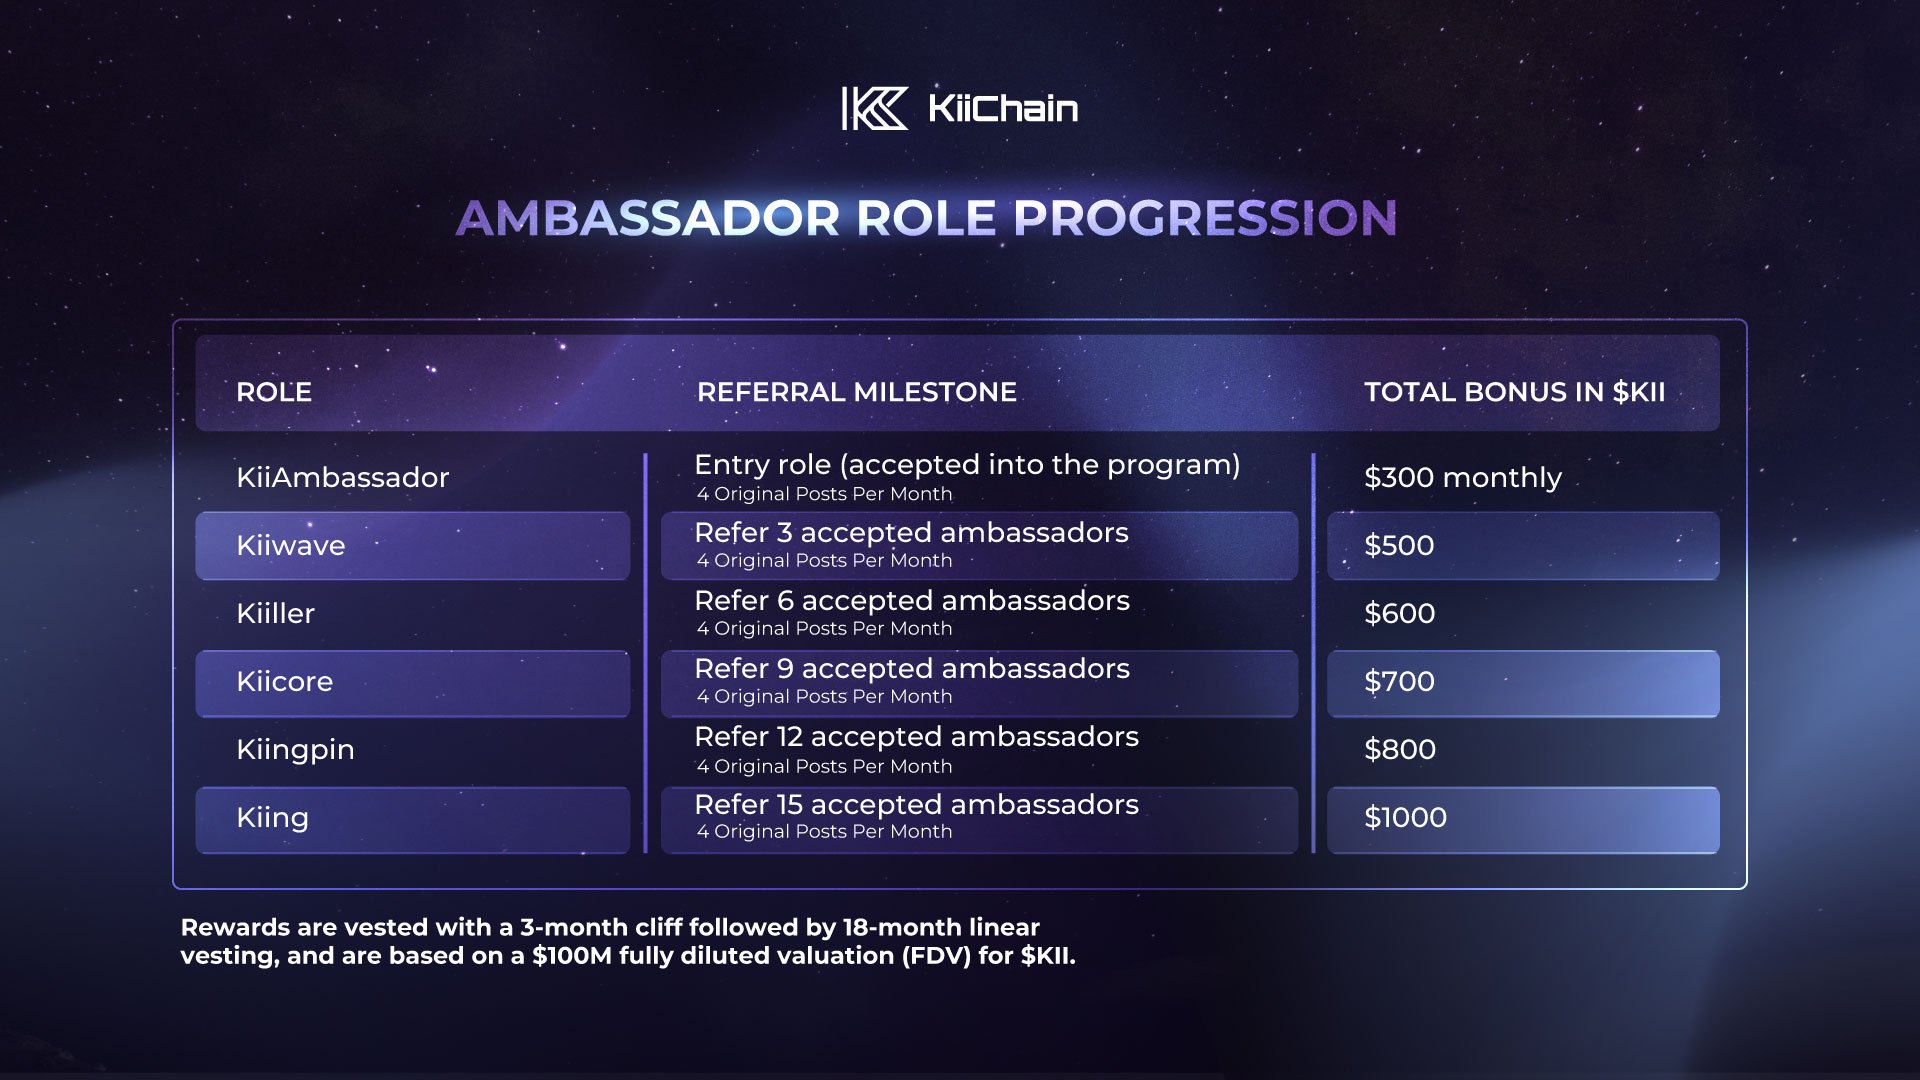 KiiChain
AMBASSADOR ROLE PROGRESSION
ROLE REFERRAL MILESTONE TOTAL BONUS IN $KII
KiiAmbassador Entry role (accepted into the program) $300 monthly
4 Original Posts Per Month
Kiiwave Refer 3 accepted ambassadors $500
4 Original Posts Per Month
Kiiller Refer 6 accepted ambassadors $600
4 Original Posts Per Month
Kiicore Refer 9 accepted ambassadors $700
4 Original Posts Per Month
Kiingpin Refer 12 accepted ambassadors $800
4 Original Posts Per Month
Kiing Refer 15 accepted ambassadors $1000
4 Original Posts Per Month
Rewards are vested with a 3-month cliff followed by 18-month linear
vesting, and are based on a $100M fully diluted valuation (FDV) for $KII.